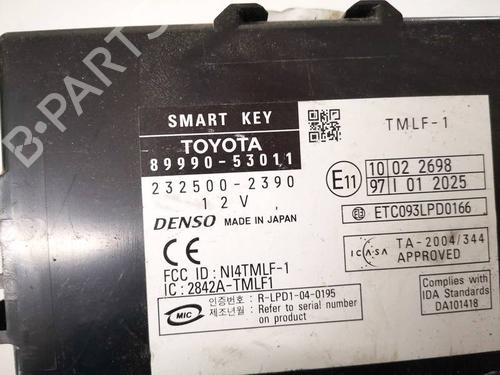 SMART KEY
TOYOTA
89990-53011
232500-2390
12V
DENSO MADE IN JAPAN
CE
FCC ID : NI4TMLF-1
IC : 2842A-TMLF1
MIC
인증번호 : R-LPD1-04-0195
제조년월 : Refer to serial number on product
TMLF-1
E11
10 02 2698
97 I 01 2025
ETC093LPD0166
ICASA
TA-2004/344
APPROVED
Complies with
IDA Standards
DA101418
B-PARTS